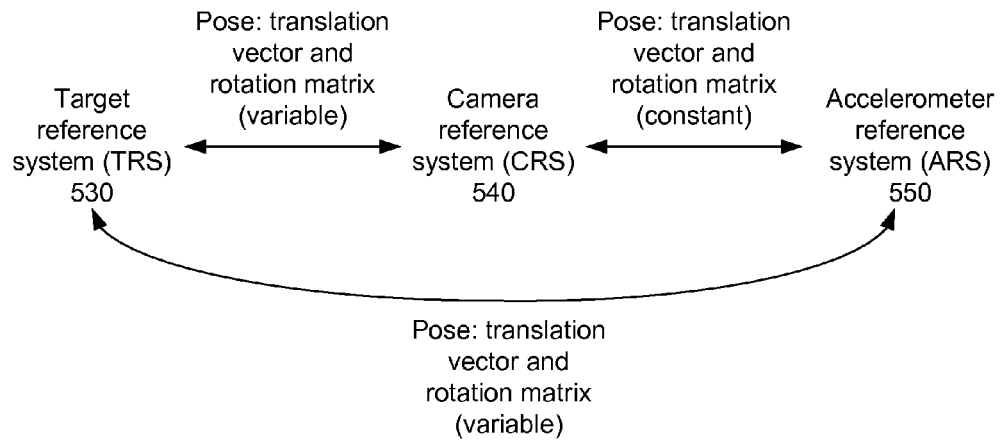 Pose: translation
vector and
rotation matrix
(variable)
Pose: translation
vector and
rotation matrix
(constant)
Target
reference
system (TRS)
530
Camera
reference
system (CRS)
540
Accelerometer
reference
system (ARS)
550
Pose: translation
vector and
rotation matrix
(variable)